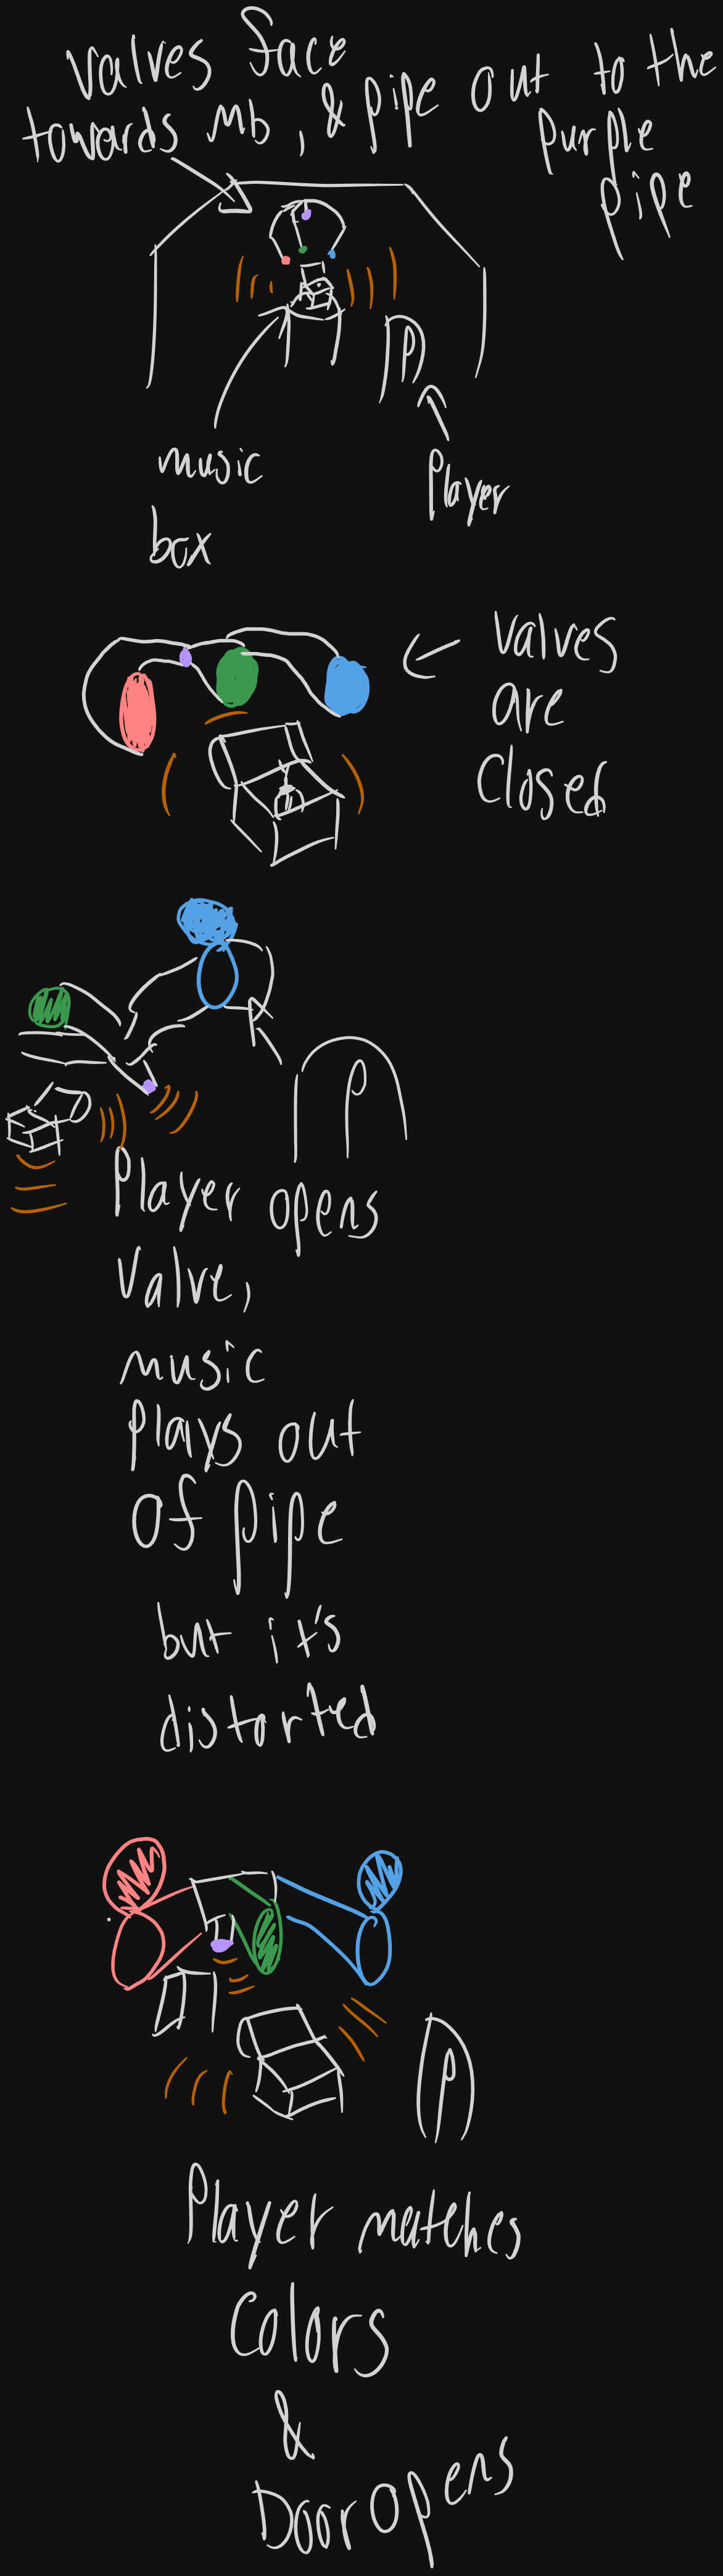 valves face
towards mb, & pipe out to the
purple
pipe
P
music
box
Player
valves
are
closed
P
Player opens
valve,
music
plays out
of pipe
but it's
distorted
P
Player matches
colors
&
Door opens